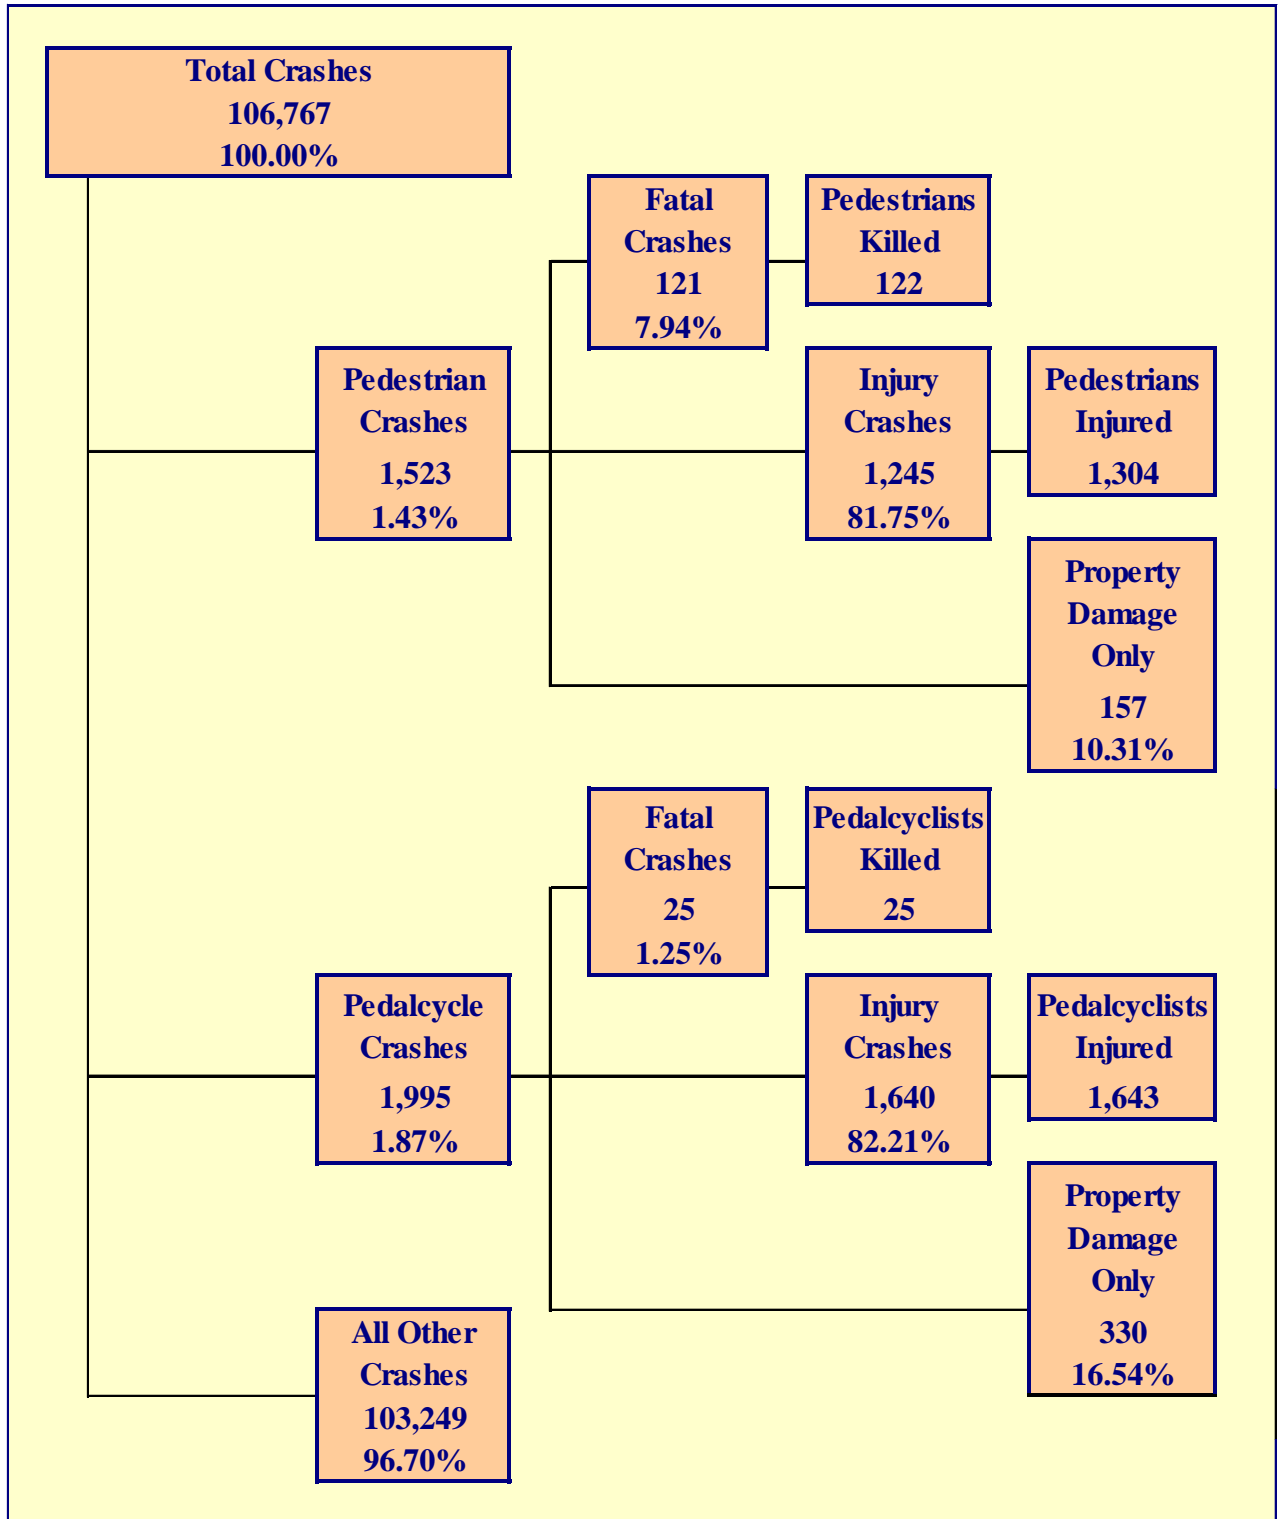 Total Crashes
106,767
100.00%
Fatal
Crashes
121
7.94%
Pedestrians
Killed
122
Pedestrian
Crashes
1,523
1.43%
Injury
Crashes
1,245
81.75%
Pedestrians
Injured
1,304
Property
Damage
Only
157
10.31%
Fatal
Crashes
25
1.25%
Pedalcyclists
Killed
25
Pedalcycle
Crashes
1,995
1.87%
Injury
Crashes
1,640
82.21%
Pedalcyclists
Injured
1,643
Property
Damage
Only
330
16.54%
All Other
Crashes
103,249
96.70%